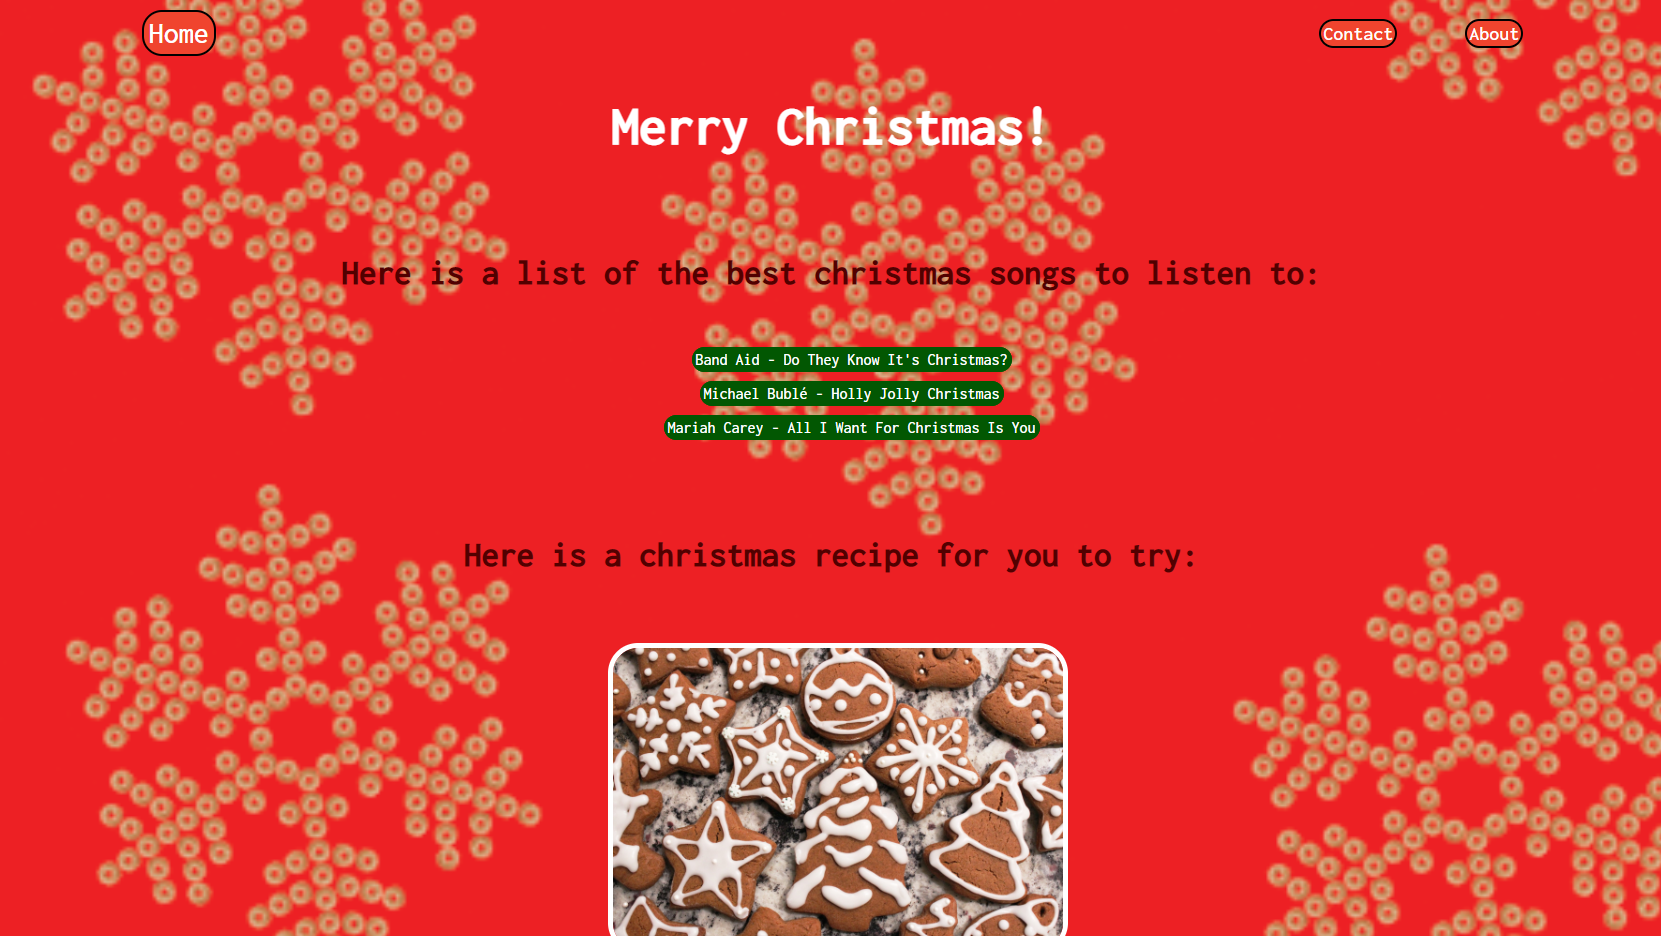 Home
Contact
About
Merry Christmas!
Here is a list of the best christmas songs to listen to:
Band Aid - Do They Know It's Christmas?
Michael Bublé - Holly Jolly Christmas
Mariah Carey - All I Want For Christmas Is You
Here is a christmas recipe for you to try: